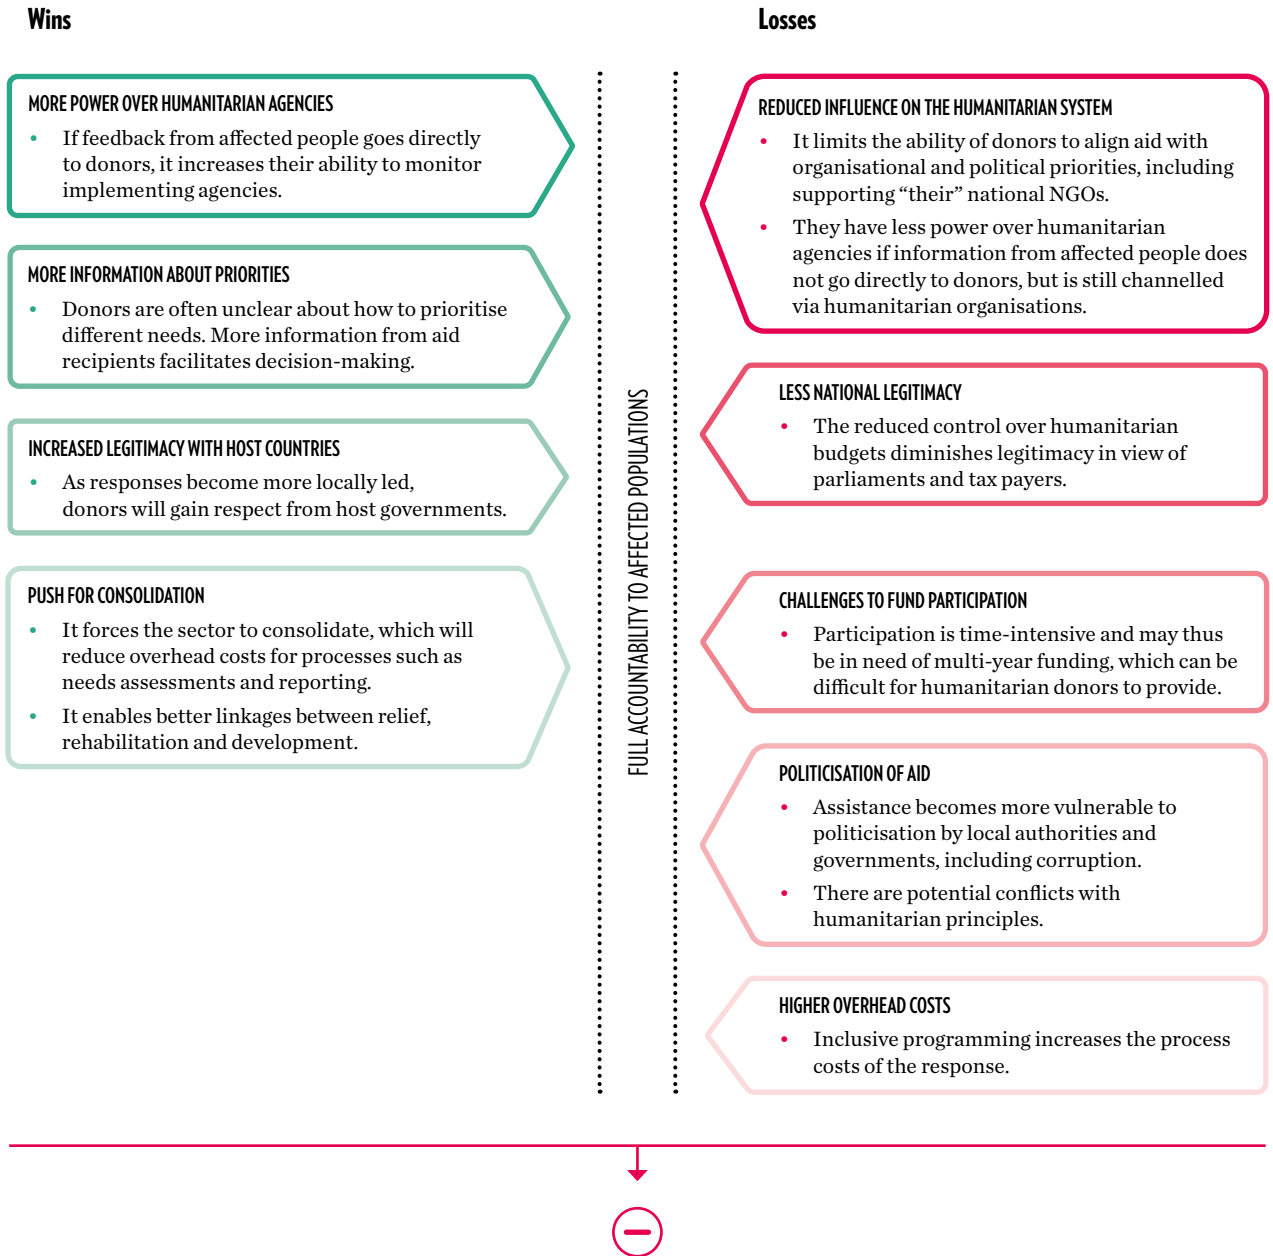 Wins
MORE POWER OVER HUMANITARIAN AGENCIES
• If feedback from affected people goes directly
to donors, it increases their ability to monitor
implementing agencies.
MORE INFORMATION ABOUT PRIORITIES
• Donors are often unclear about how to prioritise
different needs. More information from aid
recipients facilitates decision-making.
INCREASED LEGITIMACY WITH HOST COUNTRIES
• As responses become more locally led,
donors will gain respect from host governments.
PUSH FOR CONSOLIDATION
• It forces the sector to consolidate, which will
reduce overhead costs for processes such as
needs assessments and reporting.
• It enables better linkages between relief,
rehabilitation and development.
FULL ACCOUNTABILITY TO AFFECTED POPULATIONS
Losses
REDUCED INFLUENCE ON THE HUMANITARIAN SYSTEM
• It limits the ability of donors to align aid with
organisational and political priorities, including
supporting “their” national NGOs.
• They have less power over humanitarian
agencies if information from affected people does
not go directly to donors, but is still channelled
via humanitarian organisations.
LESS NATIONAL LEGITIMACY
• The reduced control over humanitarian
budgets diminishes legitimacy in view of
parliaments and tax payers.
CHALLENGES TO FUND PARTICIPATION
• Participation is time-intensive and may thus
be in need of multi-year funding, which can be
difficult for humanitarian donors to provide.
POLITICISATION OF AID
• Assistance becomes more vulnerable to
politicisation by local authorities and
governments, including corruption.
• There are potential conflicts with
humanitarian principles.
HIGHER OVERHEAD COSTS
• Inclusive programming increases the process
costs of the response.